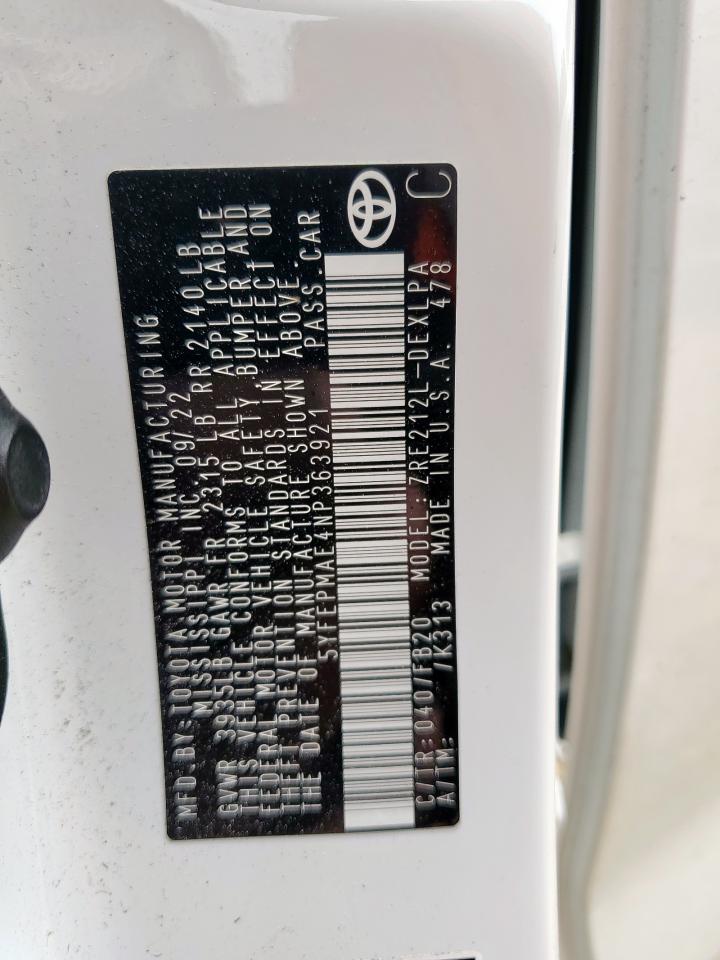 MFD BY: TOYOTA MOTOR MANUFACTURING
MISSISSIPPI INC 09/22
GVWR 3935LB GAWR FR 2315 LB RR 2140LB
THIS VEHICLE CONFORMS TO ALL APPLICABLE
FEDERAL MOTOR VEHICLE SAFETY BUMPER AND
THEFT PREVENTION STANDARDS IN EFFECT ON
THE DATE OF MANUFACTURE SHOWN ABOVE.
5YFEPMAE4NP363921 PASS.CAR
C/TR: 040/FB20 MODEL: ZRE212L-DEXLPA C
A/TM: /K313 MADE IN U.S.A. 478